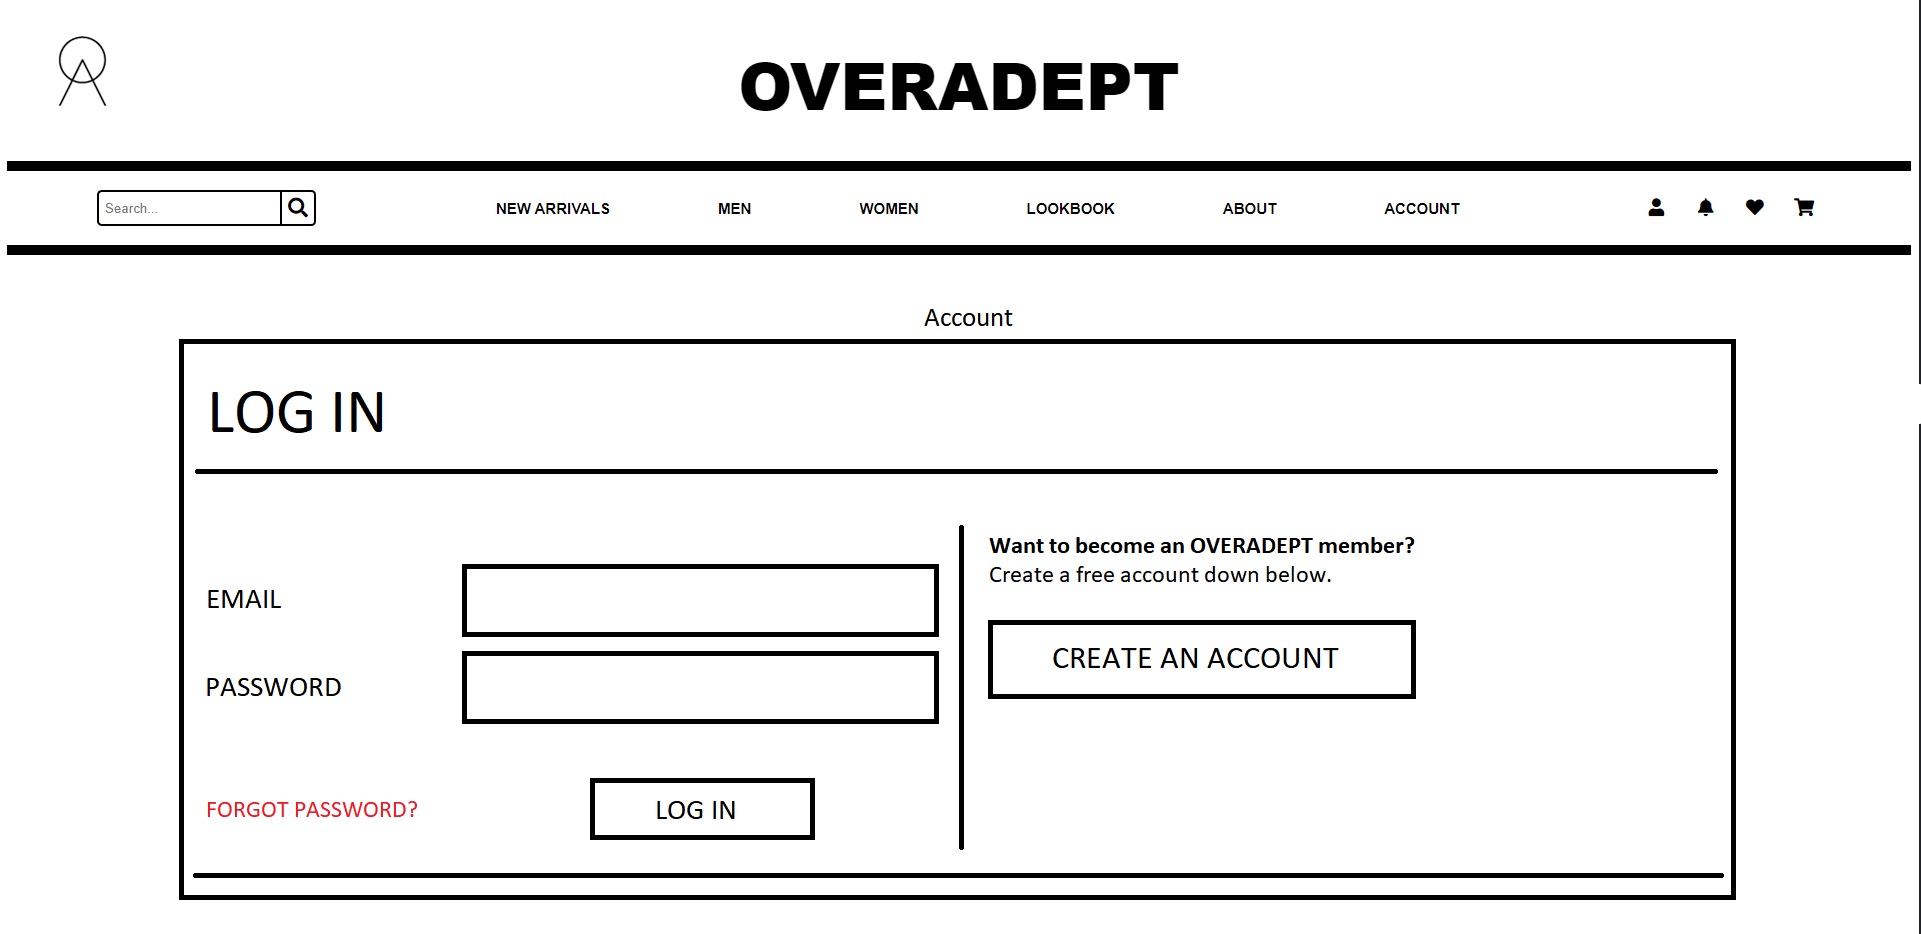 OVERADEPT
Search...
NEW ARRIVALS
MEN
WOMEN
LOOKBOOK
ABOUT
ACCOUNT
Account
LOG IN
EMAIL
PASSWORD
FORGOT PASSWORD?
LOG IN
Want to become an OVERADEPT member?
Create a free account down below.
CREATE AN ACCOUNT